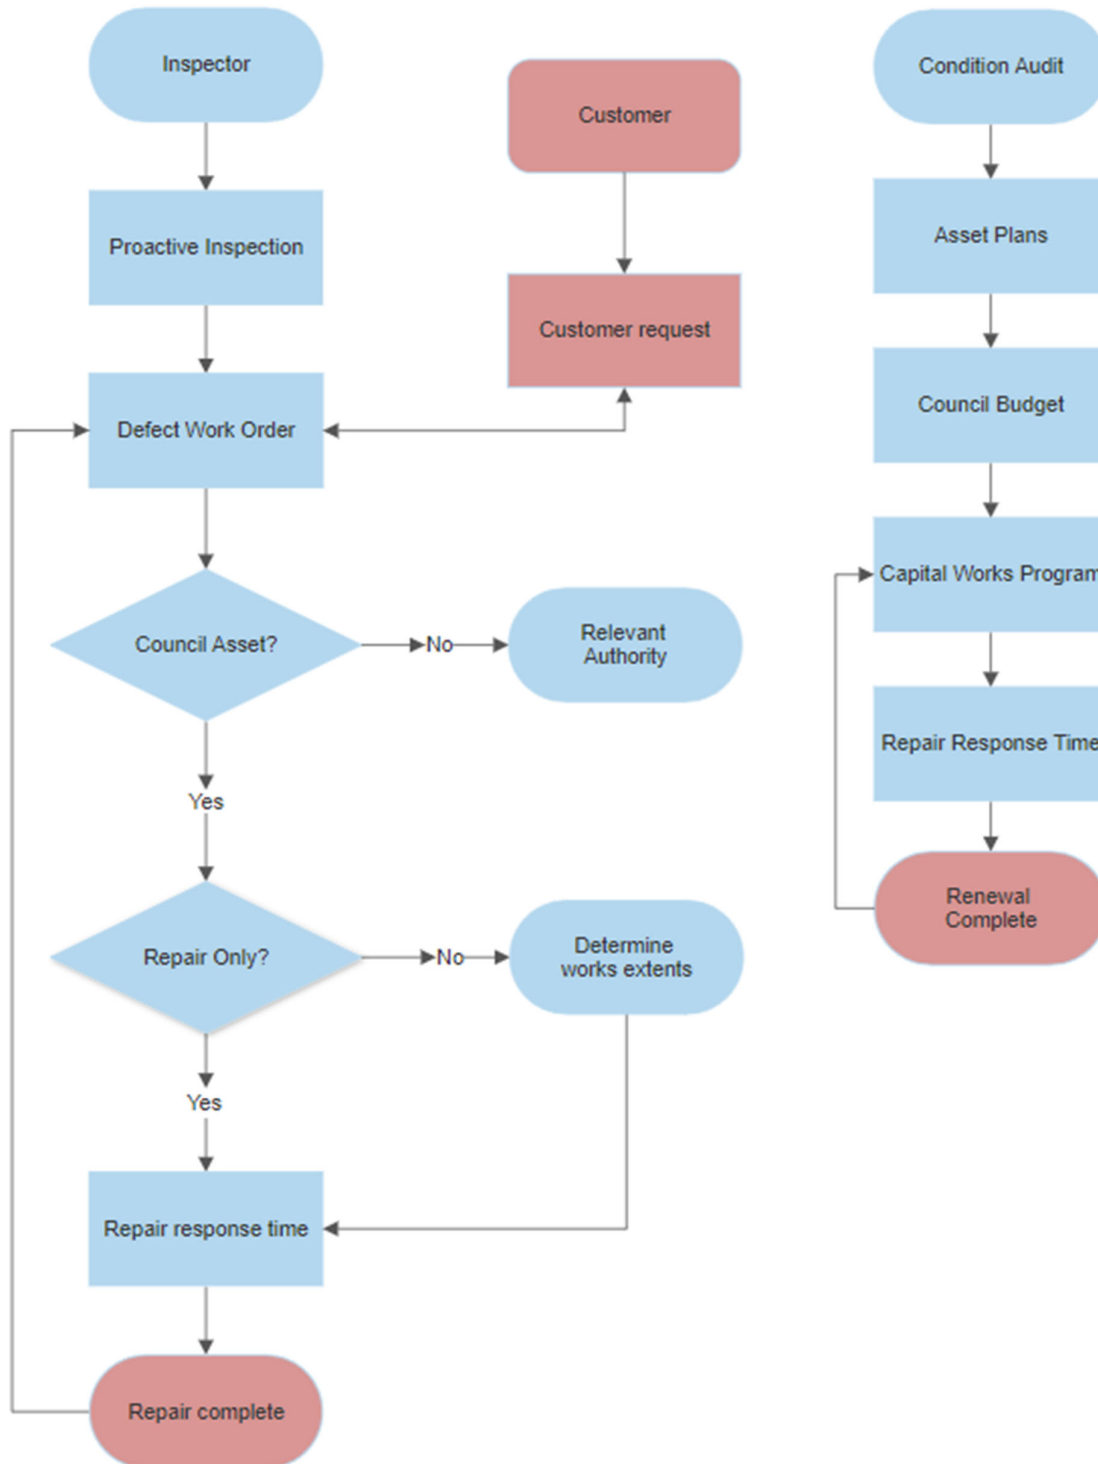 Inspector
Proactive Inspection
Defect Work Order
Council Asset?
No
Relevant
Authority
Yes
Repair Only?
No
Determine
works extents
Yes
Repair response time
Repair complete
Customer
Customer request
Condition Audit
Asset Plans
Council Budget
Capital Works Program
Repair Response Time
Renewal
Complete